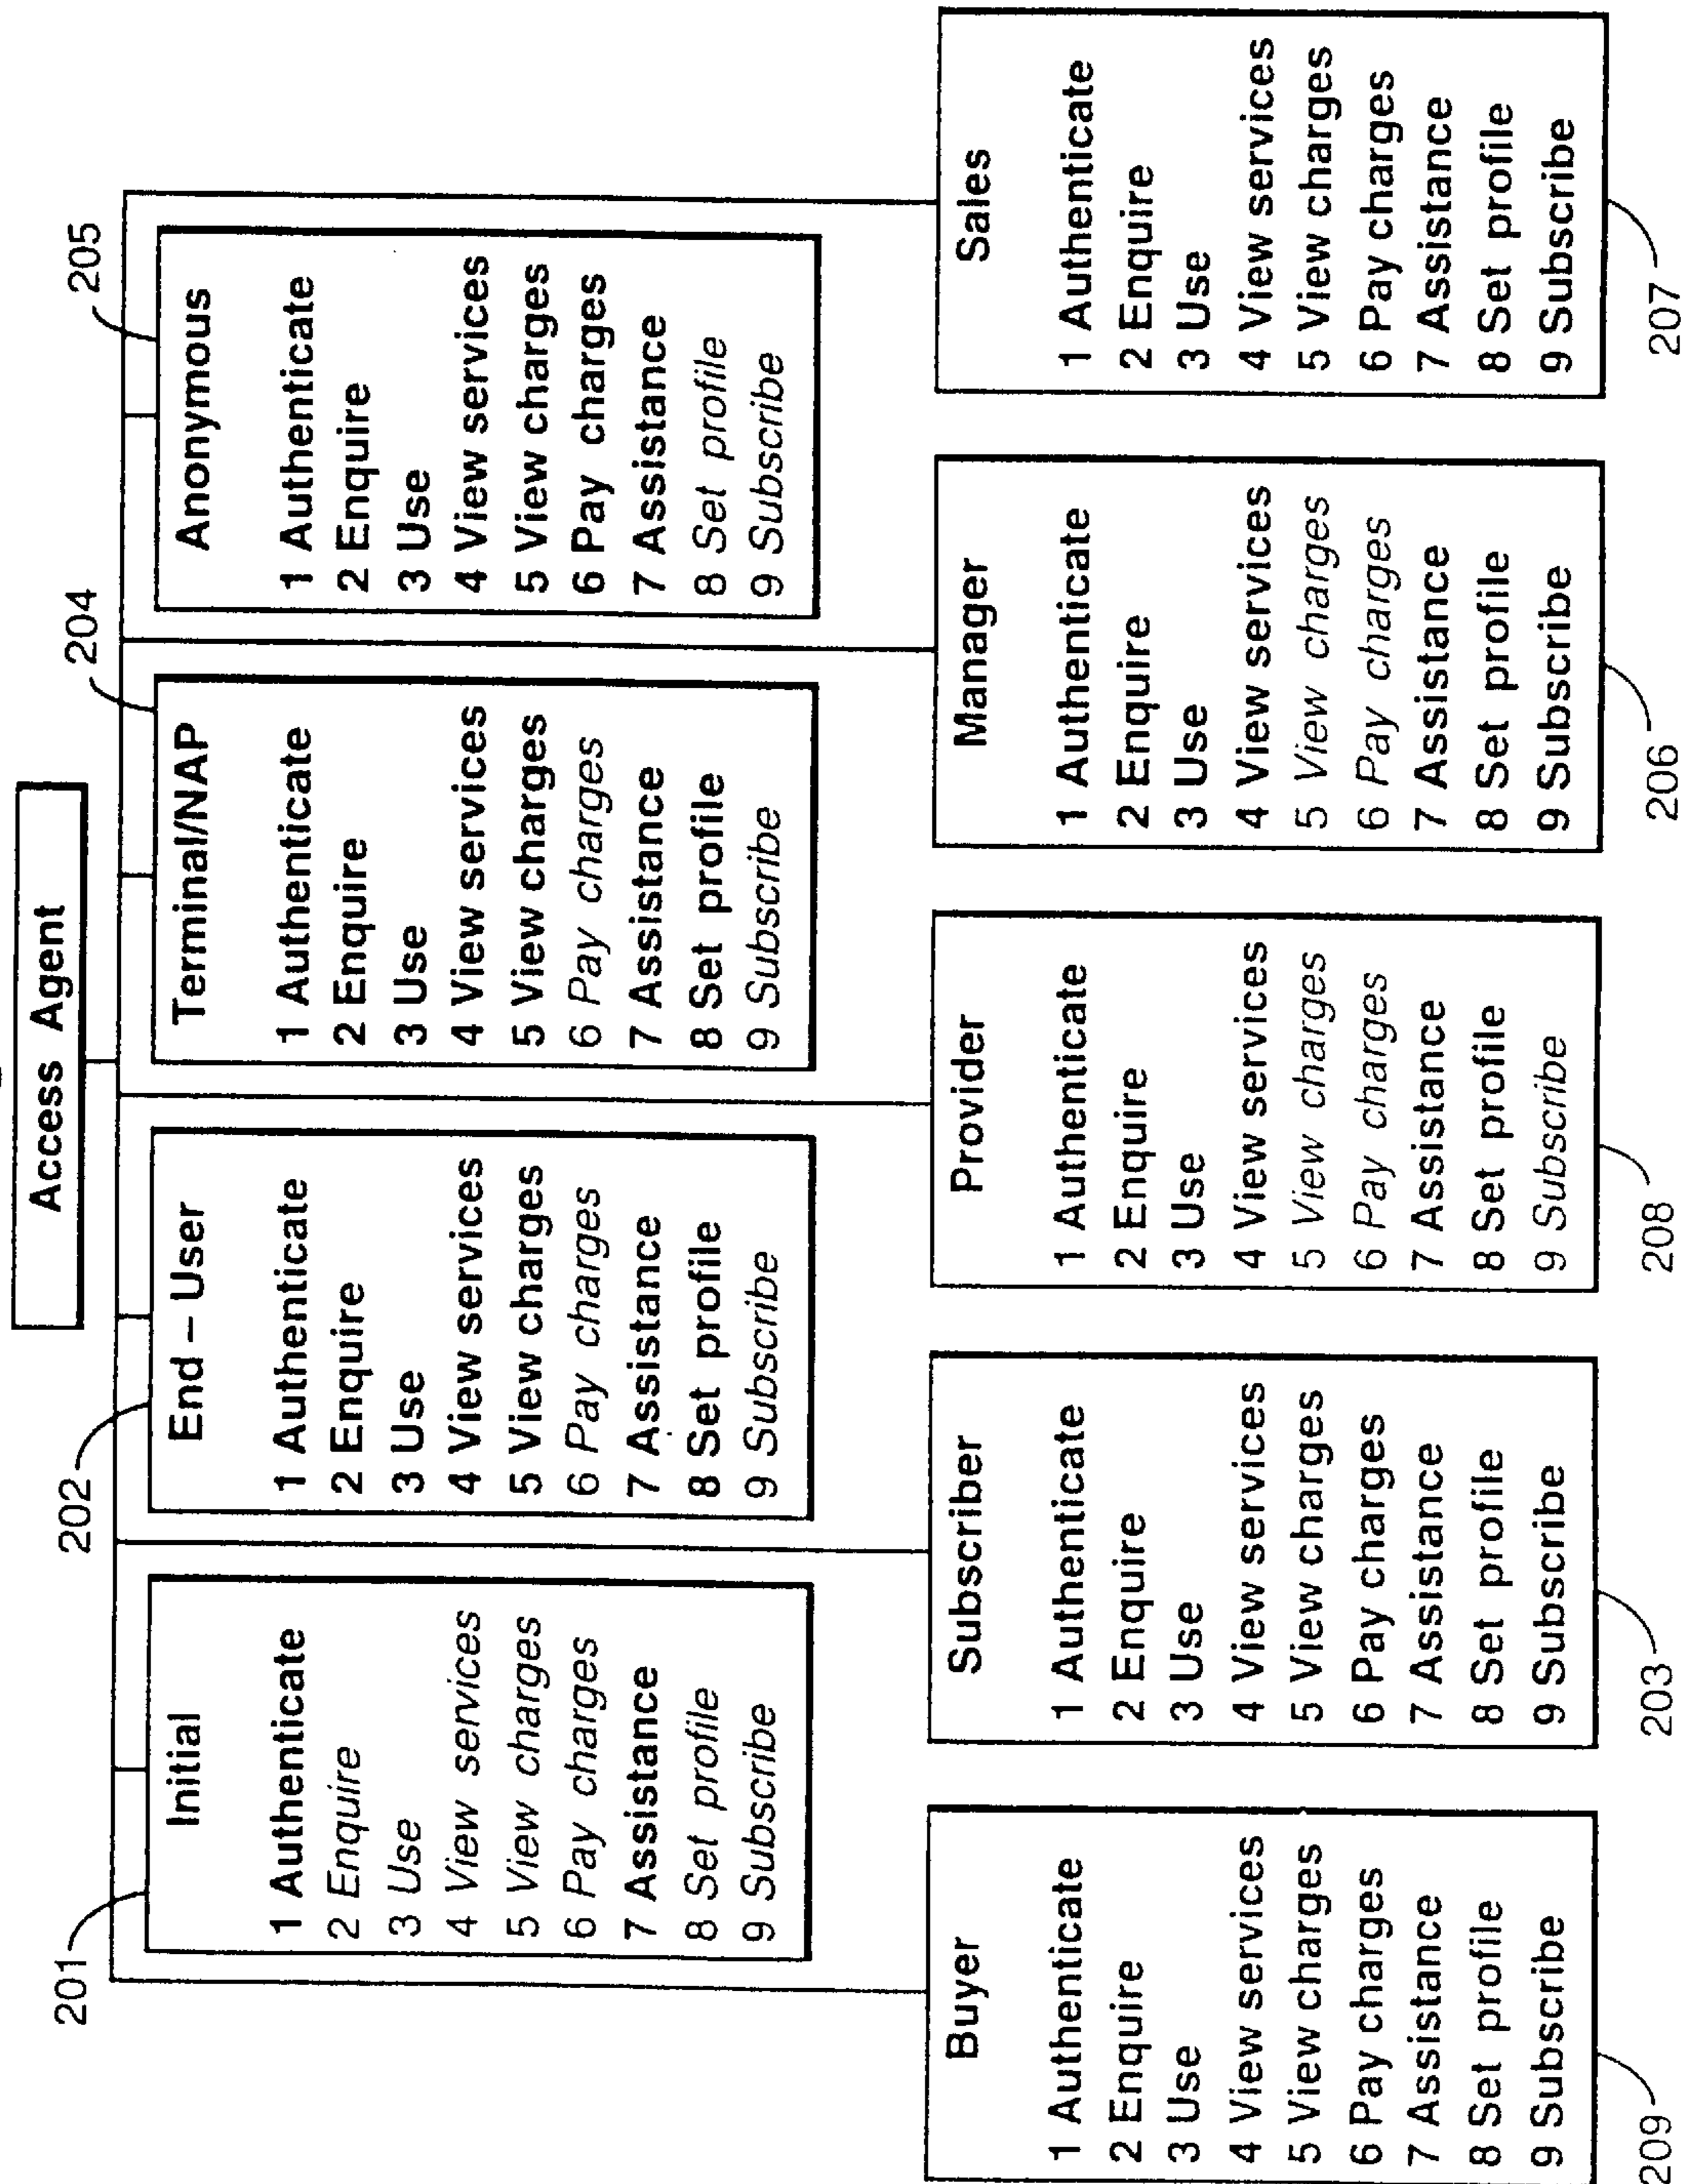 Access Agent
201
Initial
1 Authenticate
2 Enquire
3 Use
4 View services
5 View charges
6 Pay charges
7 Assistance
8 Set profile
9 Subscribe
202
End – User
1 Authenticate
2 Enquire
3 Use
4 View services
5 View charges
6 Pay charges
7 Assistance
8 Set profile
9 Subscribe
204
Terminal/NAP
1 Authenticate
2 Enquire
3 Use
4 View services
5 View charges
6 Pay charges
7 Assistance
8 Set profile
9 Subscribe
205
Anonymous
1 Authenticate
2 Enquire
3 Use
4 View services
5 View charges
6 Pay charges
7 Assistance
8 Set profile
9 Subscribe
Buyer
1 Authenticate
2 Enquire
3 Use
4 View services
5 View charges
6 Pay charges
7 Assistance
8 Set profile
9 Subscribe
209
Subscriber
1 Authenticate
2 Enquire
3 Use
4 View services
5 View charges
6 Pay charges
7 Assistance
8 Set profile
9 Subscribe
203
Provider
1 Authenticate
2 Enquire
3 Use
4 View services
5 View charges
6 Pay charges
7 Assistance
8 Set profile
9 Subscribe
208
Manager
1 Authenticate
2 Enquire
3 Use
4 View services
5 View charges
6 Pay charges
7 Assistance
8 Set profile
9 Subscribe
206
Sales
1 Authenticate
2 Enquire
3 Use
4 View services
5 View charges
6 Pay charges
7 Assistance
8 Set profile
9 Subscribe
207